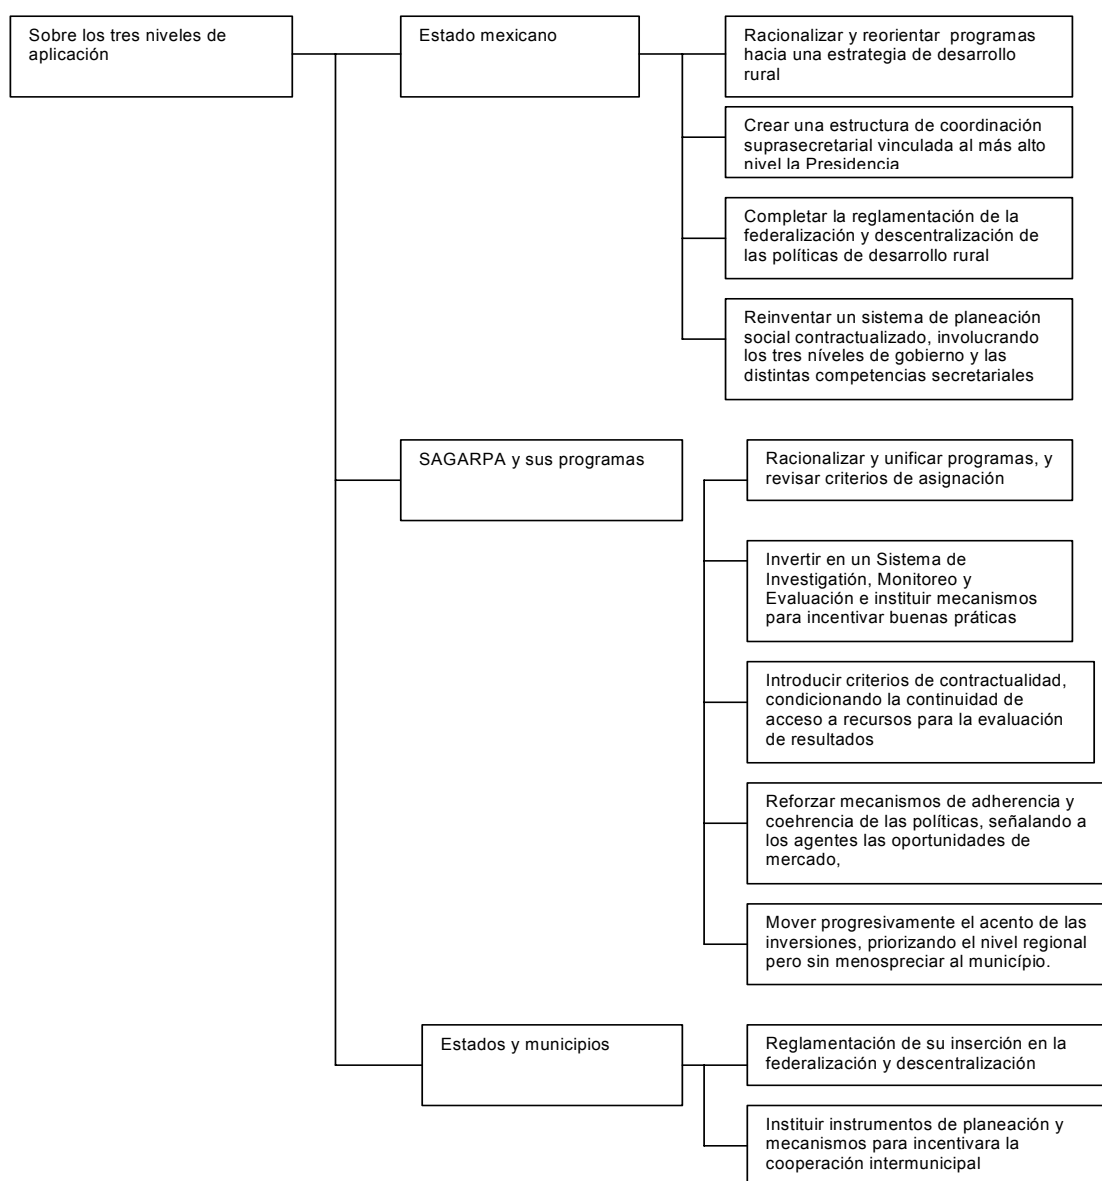 Sobre los tres niveles de
aplicación
Estado mexicano
Racionalizar y reorientar programas
hacia una estrategia de desarrollo
rural
Crear una estructura de coordinación
suprasecretarial vinculada al más alto
nivel la Presidencia
Completar la reglamentación de la
federalización y descentralización de
las políticas de desarrollo rural
Reinventar un sistema de planeación
social contractualizado, involucrando
los tres níveles de gobierno y las
distintas competencias secretariales
SAGARPA y sus programas
Racionalizar y unificar programas, y
revisar criterios de asignación
Invertir en un Sistema de
Investigatión, Monitoreo y
Evaluación e instituir mecanismos
para incentivar buenas práticas
Introducir criterios de contractualidad,
condicionando la continuidad de
acceso a recursos para la evaluación
de resultados
Reforzar mecanismos de adherencia y
coehrencia de las políticas, señalando a
los agentes las oportunidades de
mercado,
Mover progresivamente el acento de las
inversiones, priorizando el nivel regional
pero sin menospreciar al município.
Estados y municipios
Reglamentación de su inserción en la
federalización y descentralización
Instituir instrumentos de planeación y
mecanismos para incentivara la
cooperación intermunicipal